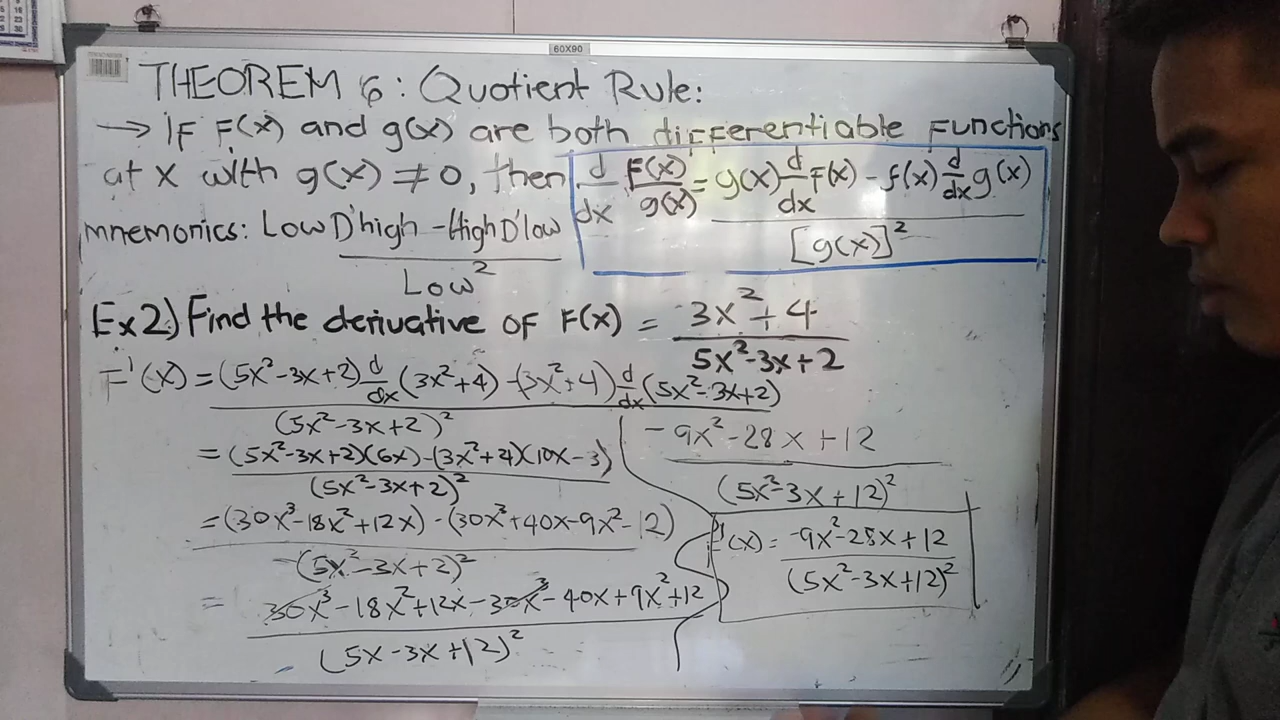 60X90
THEOREM 6: Quotient Rule:
→ IF F(x) and g(x) are both differentiable Functions
at x with g(x) ≠ 0, then d/dx F(x)/g(x) = (g(x) d/dx F(x) - f(x) d/dx g(x)) / [g(x)]²
mnemonics: (Low D'high - High D'low) / Low²
Ex2) Find the derivative of F(x) = (3x²+4) / (5x²-3x+2)
F'(x) = ((5x²-3x+2) d/dx (3x²+4) - (3x²+4) d/dx (5x²-3x+2)) / (5x²-3x+2)²
= ((5x²-3x+2)(6x) - (3x²+4)(10x-3)) / (5x²-3x+2)²
= ((30x³-18x²+12x) - (30x³+40x-9x²-12)) / (5x²-3x+2)²
= (30x³-18x²+12x-30x³-40x+9x²+12) / (5x-3x+12)²
(-9x²-28x+12) / (5x²-3x+12)²
F'(x) = (-9x²-28x+12) / (5x²-3x+12)²